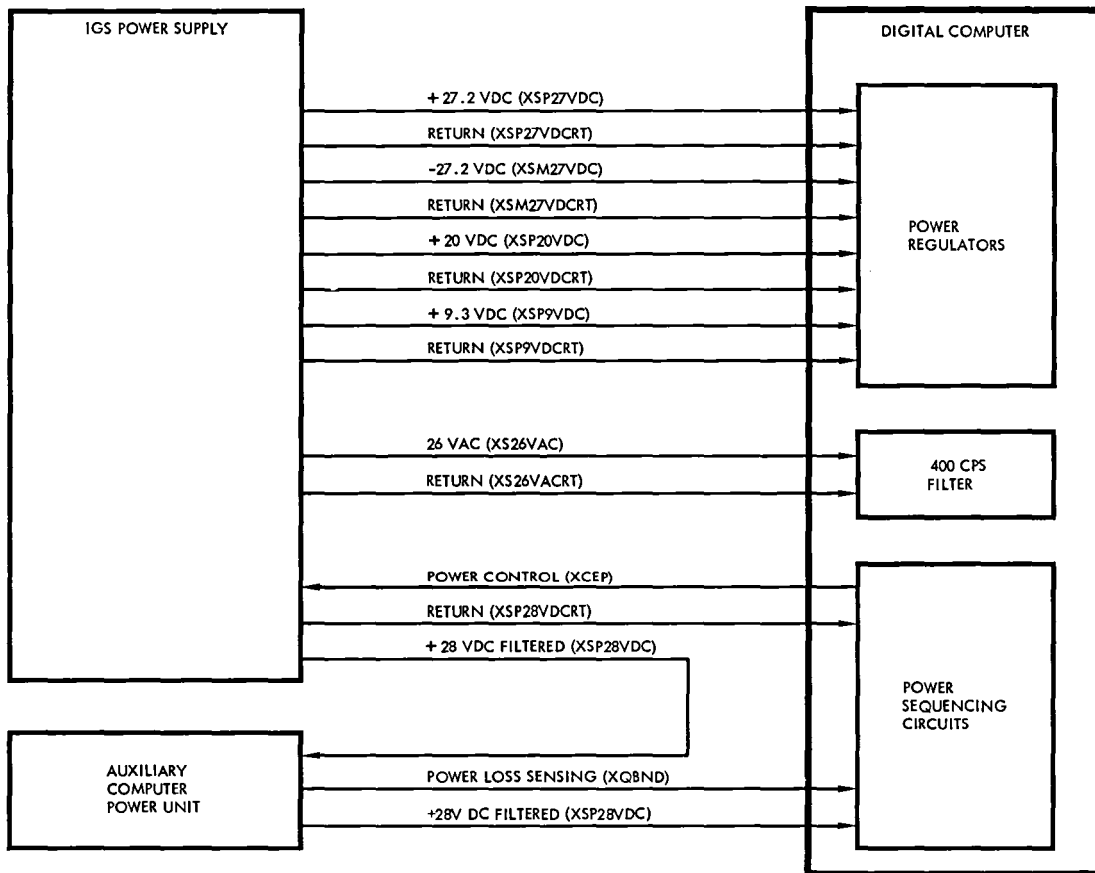 IGS POWER SUPPLY
DIGITAL COMPUTER
+ 27.2 VDC (XSP27VDC)
RETURN (XSP27VDCRT)
-27.2 VDC (XSM27VDC)
RETURN (XSM27VDCRT)
+ 20 VDC (XSP20VDC)
RETURN (XSP20VDCRT)
+ 9.3 VDC (XSP9VDC)
RETURN (XSP9VDCRT)
POWER
REGULATORS
26 VAC (XS26VAC)
RETURN (XS26VACRT)
400 CPS
FILTER
POWER CONTROL (XCEP)
RETURN (XSP28VDCRT)
+ 28 VDC FILTERED (XSP28VDC)
POWER
SEQUENCING
CIRCUITS
AUXILIARY
COMPUTER
POWER UNIT
POWER LOSS SENSING (XQBND)
+28V DC FILTERED (XSP28VDC)